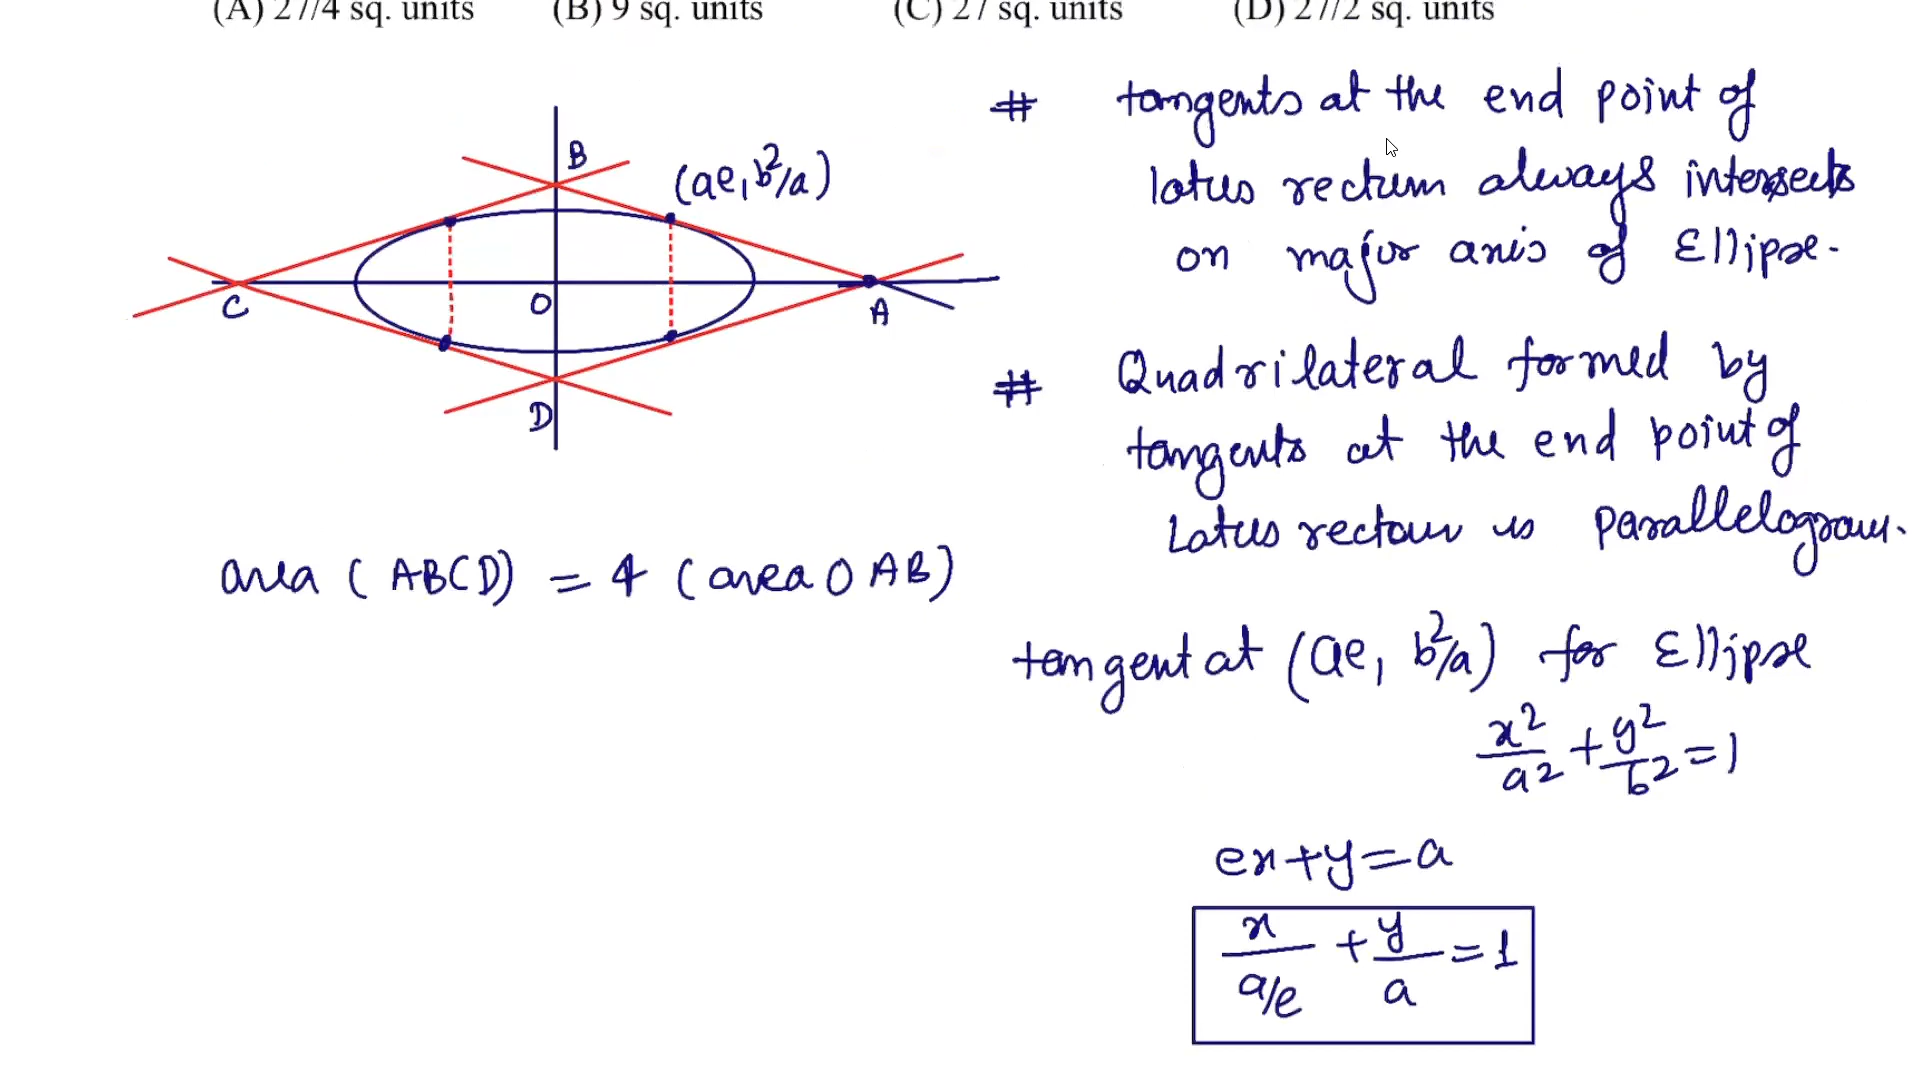 (A) 27/4 sq. units (B) 9 sq. units (C) 27 sq. units (D) 27/2 sq. units
# tangents at the end point of
latus rectum always intersects
on major axis of Ellipse.
B
(ae, b²/a)
C
O
A
D
# Quadrilateral formed by
tangents at the end point of
Latus rectum is parallelogram.
area (ABCD) = 4 (area OAB)
tangent at (ae, b²/a) for Ellipse
x²/a² + y²/b² = 1
ex+y=a
x/(a/e) + y/a = 1